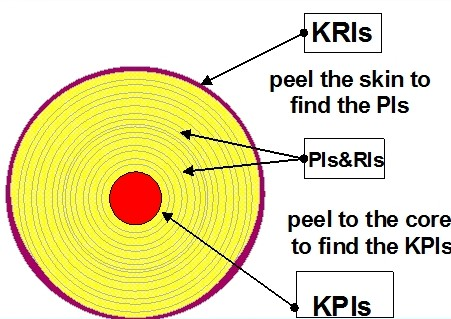 KRIs
peel the skin to
find the PIs
PIs&RIs
peel to the core
to find the KPIs
KPIs